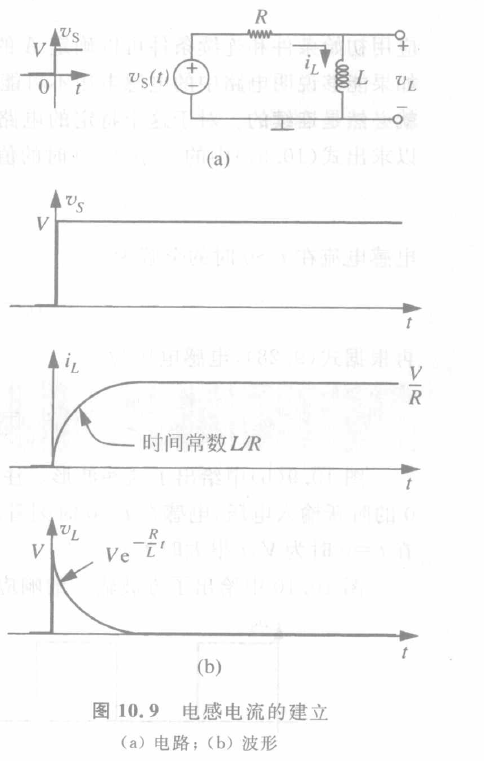 v_S
V
0
t
v_S(t)
+
−
R
i_L
L
+
v_L
−
(a)
v_S
V
t
i_L
V/R
时间常数L/R
t
v_L
V
Ve^{-\frac{R}{L}t}
t
(b)
图 10.9 电感电流的建立
(a) 电路；(b) 波形